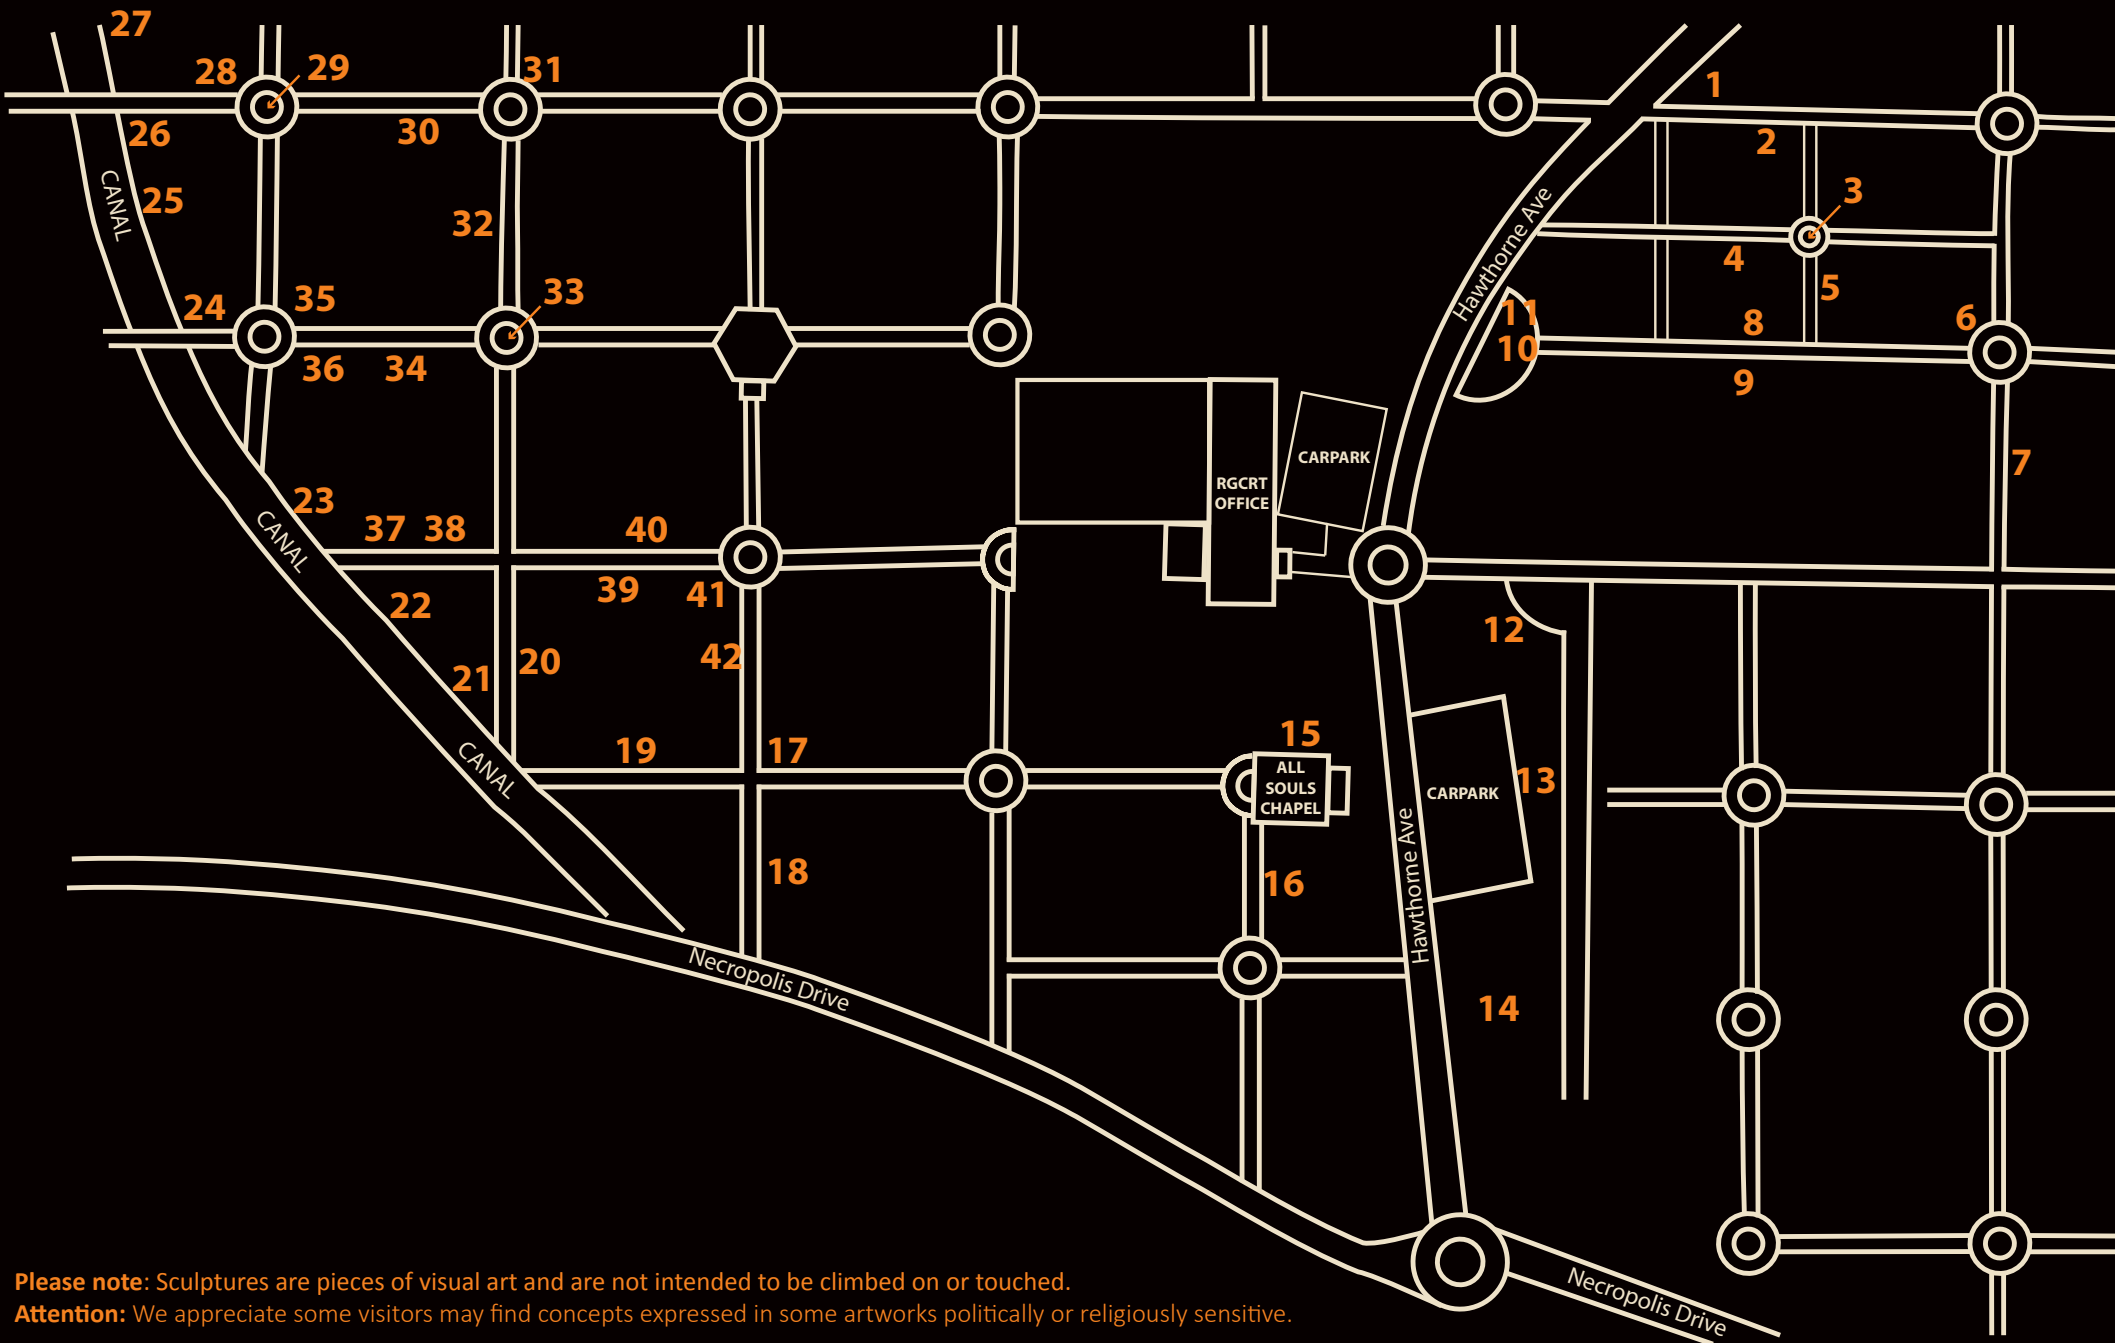 27
28
29
31
1
30
26
2
CANAL
25
3
32
Hawthorne Ave
4
5
24
35
33
11
8
6
10
36
34
9
CARPARK
7
RGCRT
OFFICE
23
37
38
40
CANAL
39
41
22
12
42
21
20
15
19
17
CANAL
ALL
SOULS
CHAPEL
CARPARK
13
18
16
Hawthorne Ave
Necropolis Drive
14
Necropolis Drive
Please note: Sculptures are pieces of visual art and are not intended to be climbed on or touched.
Attention: We appreciate some visitors may find concepts expressed in some artworks politically or religiously sensitive.